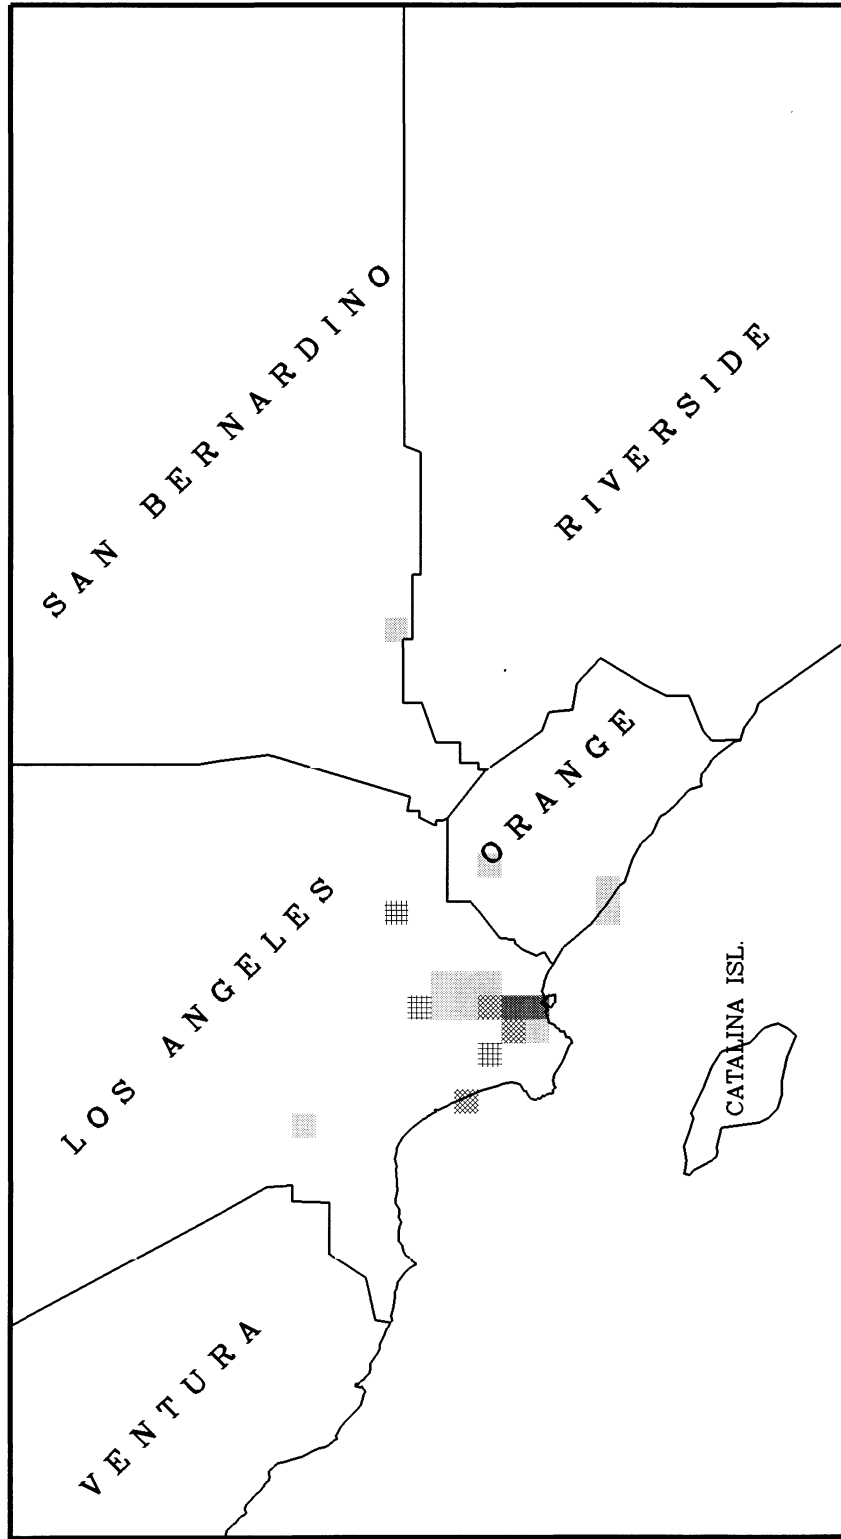 SAN BERNARDINO
RIVERSIDE
ORANGE
LOS ANGELES
CATALINA ISL.
VENTURA